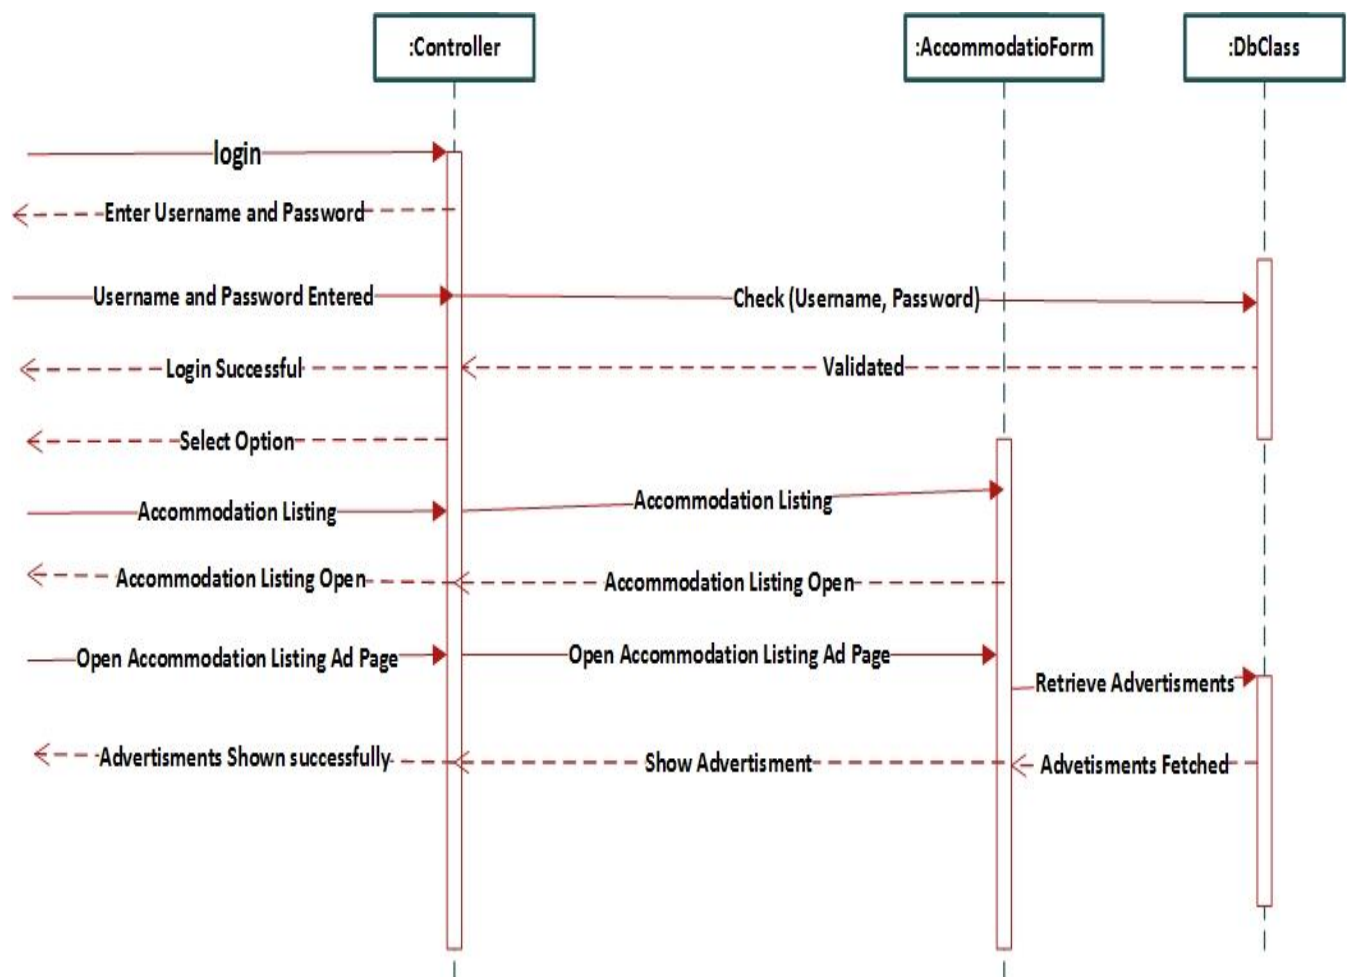 :Controller
:AccommodatioForm
:DbClass
login
Enter Username and Password
Username and Password Entered
Check (Username, Password)
Login Successful
Validated
Select Option
Accommodation Listing
Accommodation Listing
Accommodation Listing Open
Accommodation Listing Open
Open Accommodation Listing Ad Page
Open Accommodation Listing Ad Page
Retrieve Advertisments
Advertisments Shown successfully
Show Advertisment
Advetisments Fetched